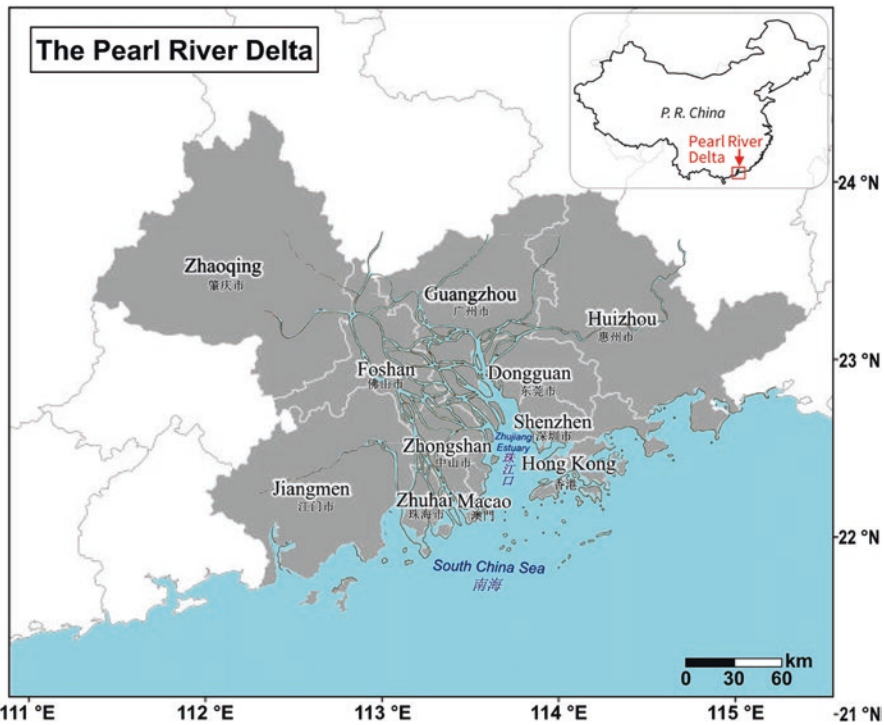 The Pearl River Delta
P. R. China
Pearl River
Delta
24 °N
Zhaoqing
肇庆市
Guangzhou
广州市
Huizhou
惠州市
23 °N
Foshan
佛山市
Dongguan
东莞市
Shenzhen
深圳市
Zhujiang
Estuary
珠江口
Zhongshan
中山市
Hong Kong
香港
Jiangmen
江门市
Zhuhai
珠海市
Macao
澳門
22 °N
South China Sea
南海
km
0 30 60
111 °E 112 °E 113 °E 114 °E 115 °E
21 °N